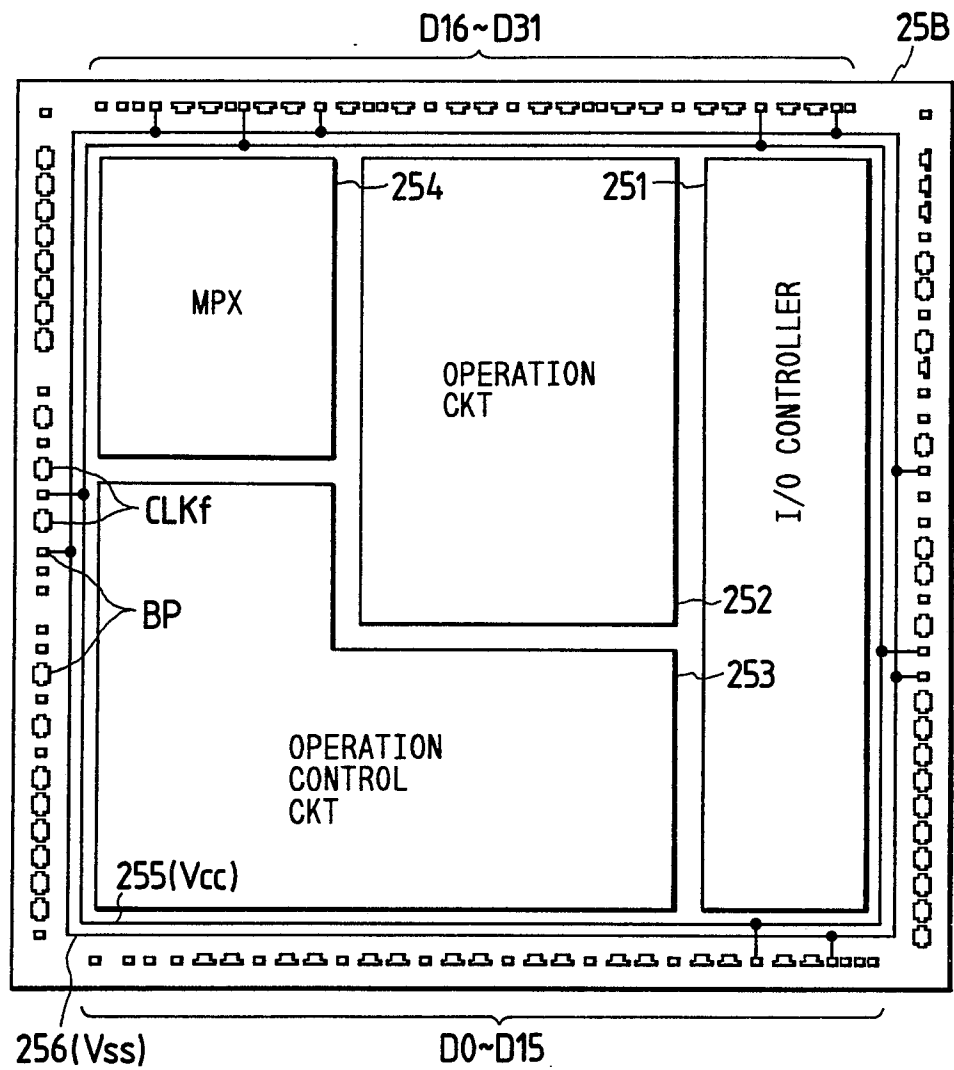 D16~D31
25B
254
251
MPX
OPERATION
CKT
I/O CONTROLLER
CLKf
252
BP
253
OPERATION
CONTROL
CKT
255(Vcc)
256(Vss)
D0~D15